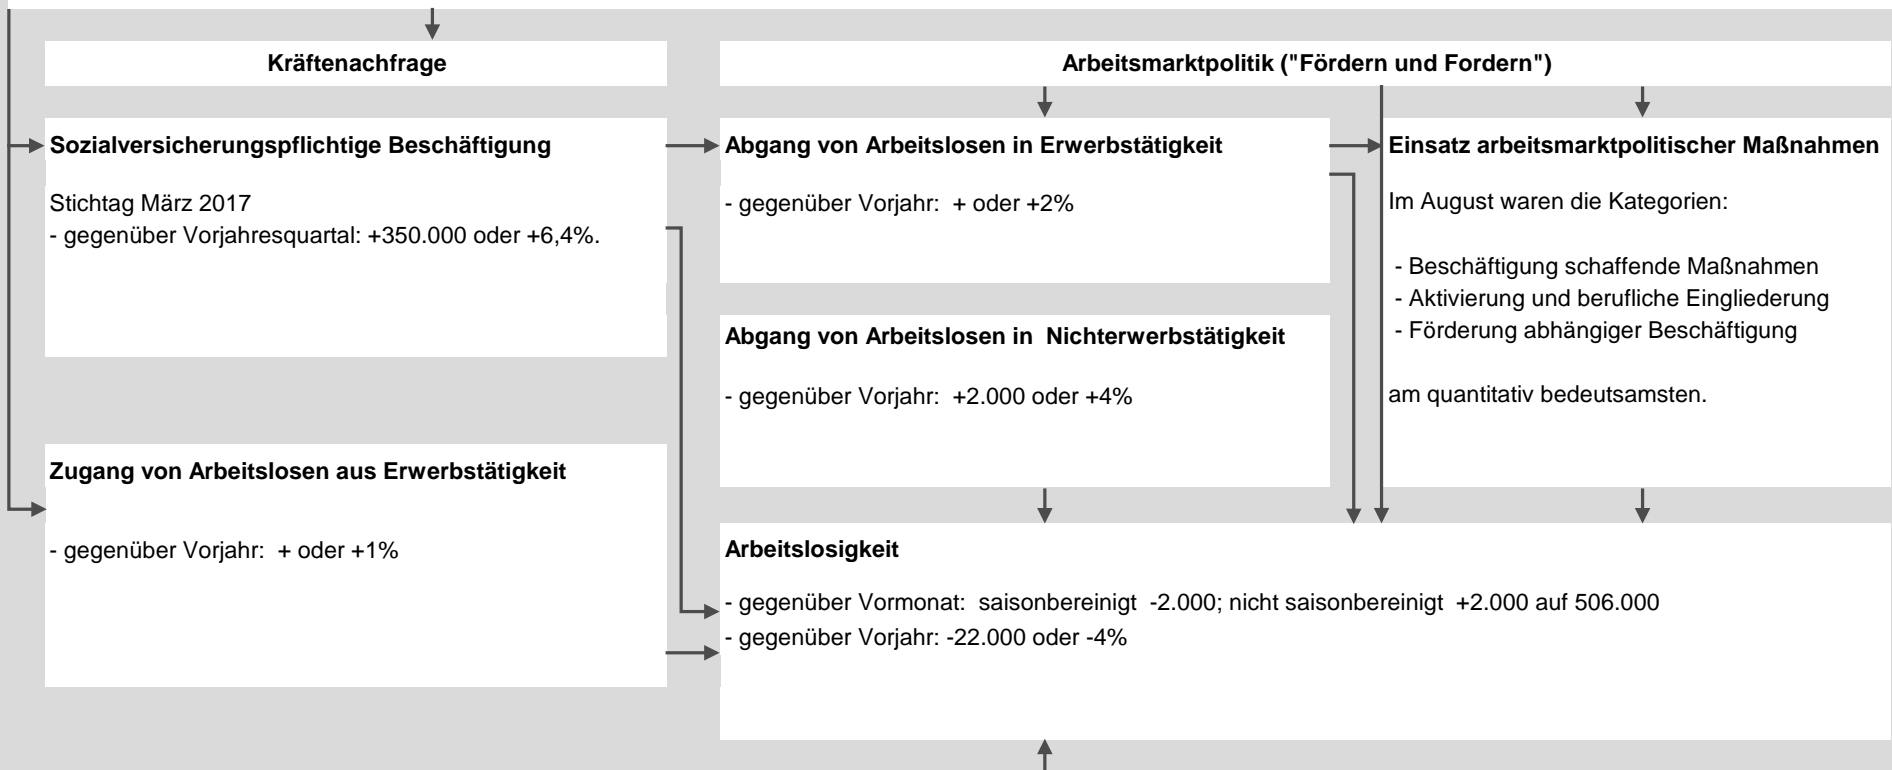 Kräftenachfrage
Arbeitsmarktpolitik ("Fördern und Fordern")
Sozialversicherungspflichtige Beschäftigung
Stichtag März 2017
- gegenüber Vorjahresquartal: +350.000 oder +6,4%.
Abgang von Arbeitslosen in Erwerbstätigkeit
- gegenüber Vorjahr:  + oder +2%
Einsatz arbeitsmarktpolitischer Maßnahmen
Im August waren die Kategorien:
- Beschäftigung schaffende Maßnahmen
- Aktivierung und berufliche Eingliederung
- Förderung abhängiger Beschäftigung
am quantitativ bedeutsamsten.
Abgang von Arbeitslosen in  Nichterwerbstätigkeit
- gegenüber Vorjahr:  +2.000 oder +4%
Zugang von Arbeitslosen aus Erwerbstätigkeit
- gegenüber Vorjahr:  + oder +1%
Arbeitslosigkeit
- gegenüber Vormonat:  saisonbereinigt  -2.000; nicht saisonbereinigt  +2.000 auf 506.000
- gegenüber Vorjahr: -22.000 oder -4%